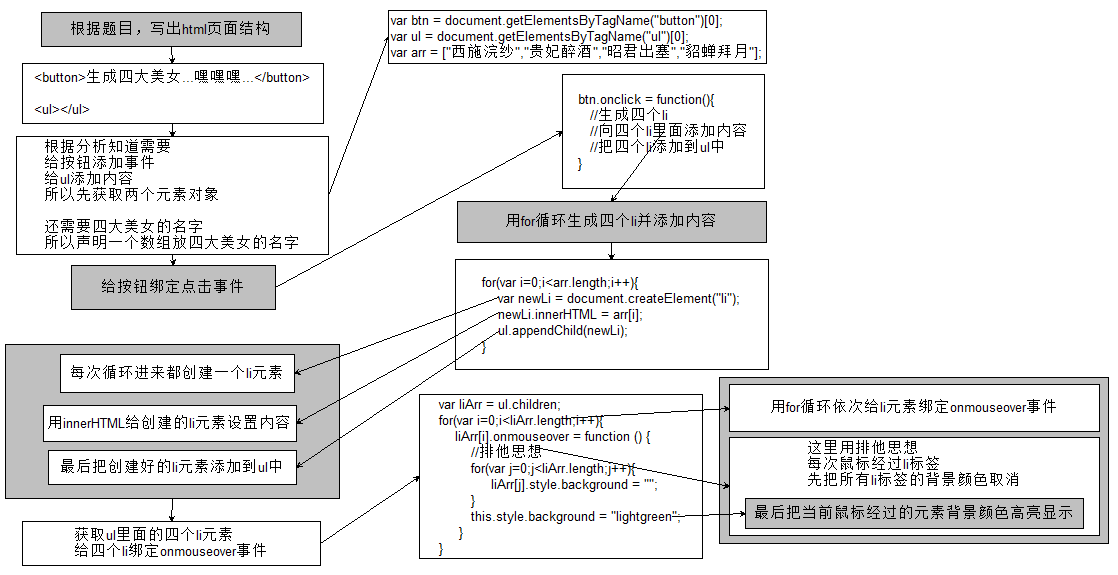 根据题目，写出html页面结构
<button>生成四大美女...嘿嘿嘿...</button>
<ul></ul>
根据分析知道需要
给按钮添加事件
给ul添加内容
所以先获取两个元素对象
还需要四大美女的名字
所以声明一个数组放四大美女的名字
给按钮绑定点击事件
var btn = document.getElementsByTagName("button")[0];
var ul = document.getElementsByTagName("ul")[0];
var arr = ["西施浣纱","贵妃醉酒","昭君出塞","貂蝉拜月"];
btn.onclick = function(){
//生成四个li
//向四个li里面添加内容
//把四个li添加到ul中
}
用for循环生成四个li并添加内容
for(var i=0;i<arr.length;i++){
var newLi = document.createElement("li");
newLi.innerHTML = arr[i];
ul.appendChild(newLi);
}
每次循环进来都创建一个li元素
用innerHTML给创建的li元素设置内容
最后把创建好的li元素添加到ul中
获取ul里面的四个li元素
给四个li绑定onmouseover事件
var liArr = ul.children;
for(var i=0;i<liArr.length;i++){
liArr[i].onmouseover = function () {
//排他思想
for(var j=0;j<liArr.length;j++){
liArr[j].style.background = "";
}
this.style.background = "lightgreen";
}
}
用for循环依次给li元素绑定onmouseover事件
这里用排他思想
每次鼠标经过li标签
先把所有li标签的背景颜色取消
最后把当前鼠标经过的元素背景颜色高亮显示